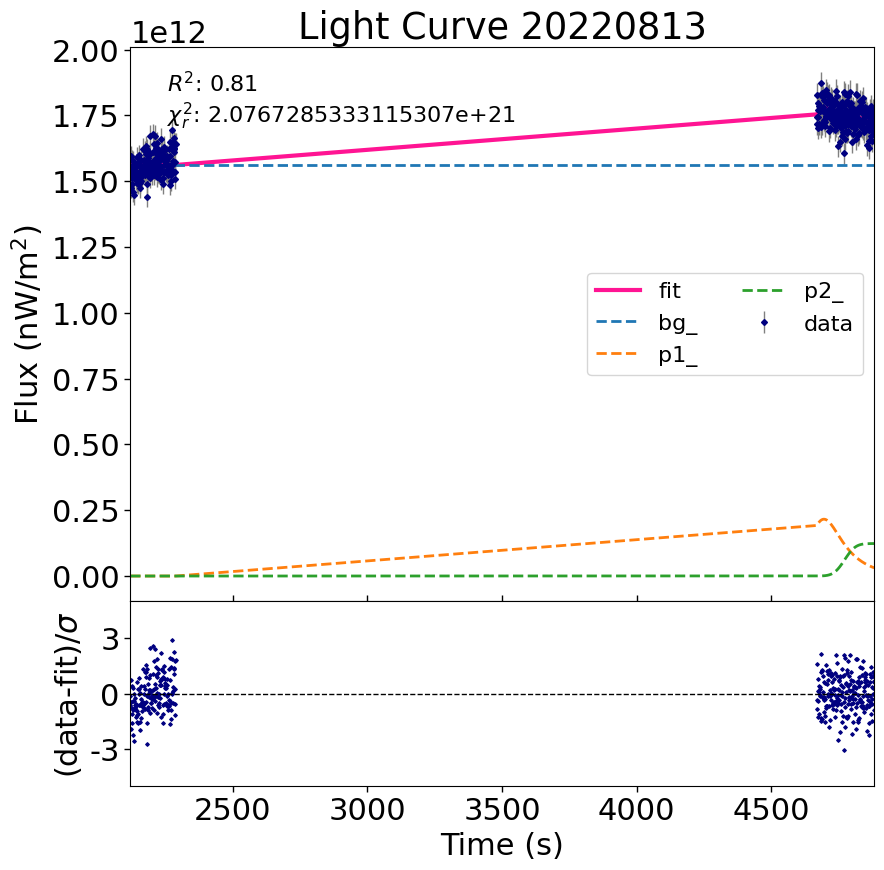 Light Curve 20220813
1e12
R²: 0.81
χ²ᵣ: 2.0767285333115307e+21
2.00
1.75
1.50
1.25
1.00
0.75
0.50
0.25
0.00
Flux (nW/m²)
fit
bg_
p1_
p2_
data
3
0
-3
(data-fit)/σ
2500
3000
3500
4000
4500
Time (s)